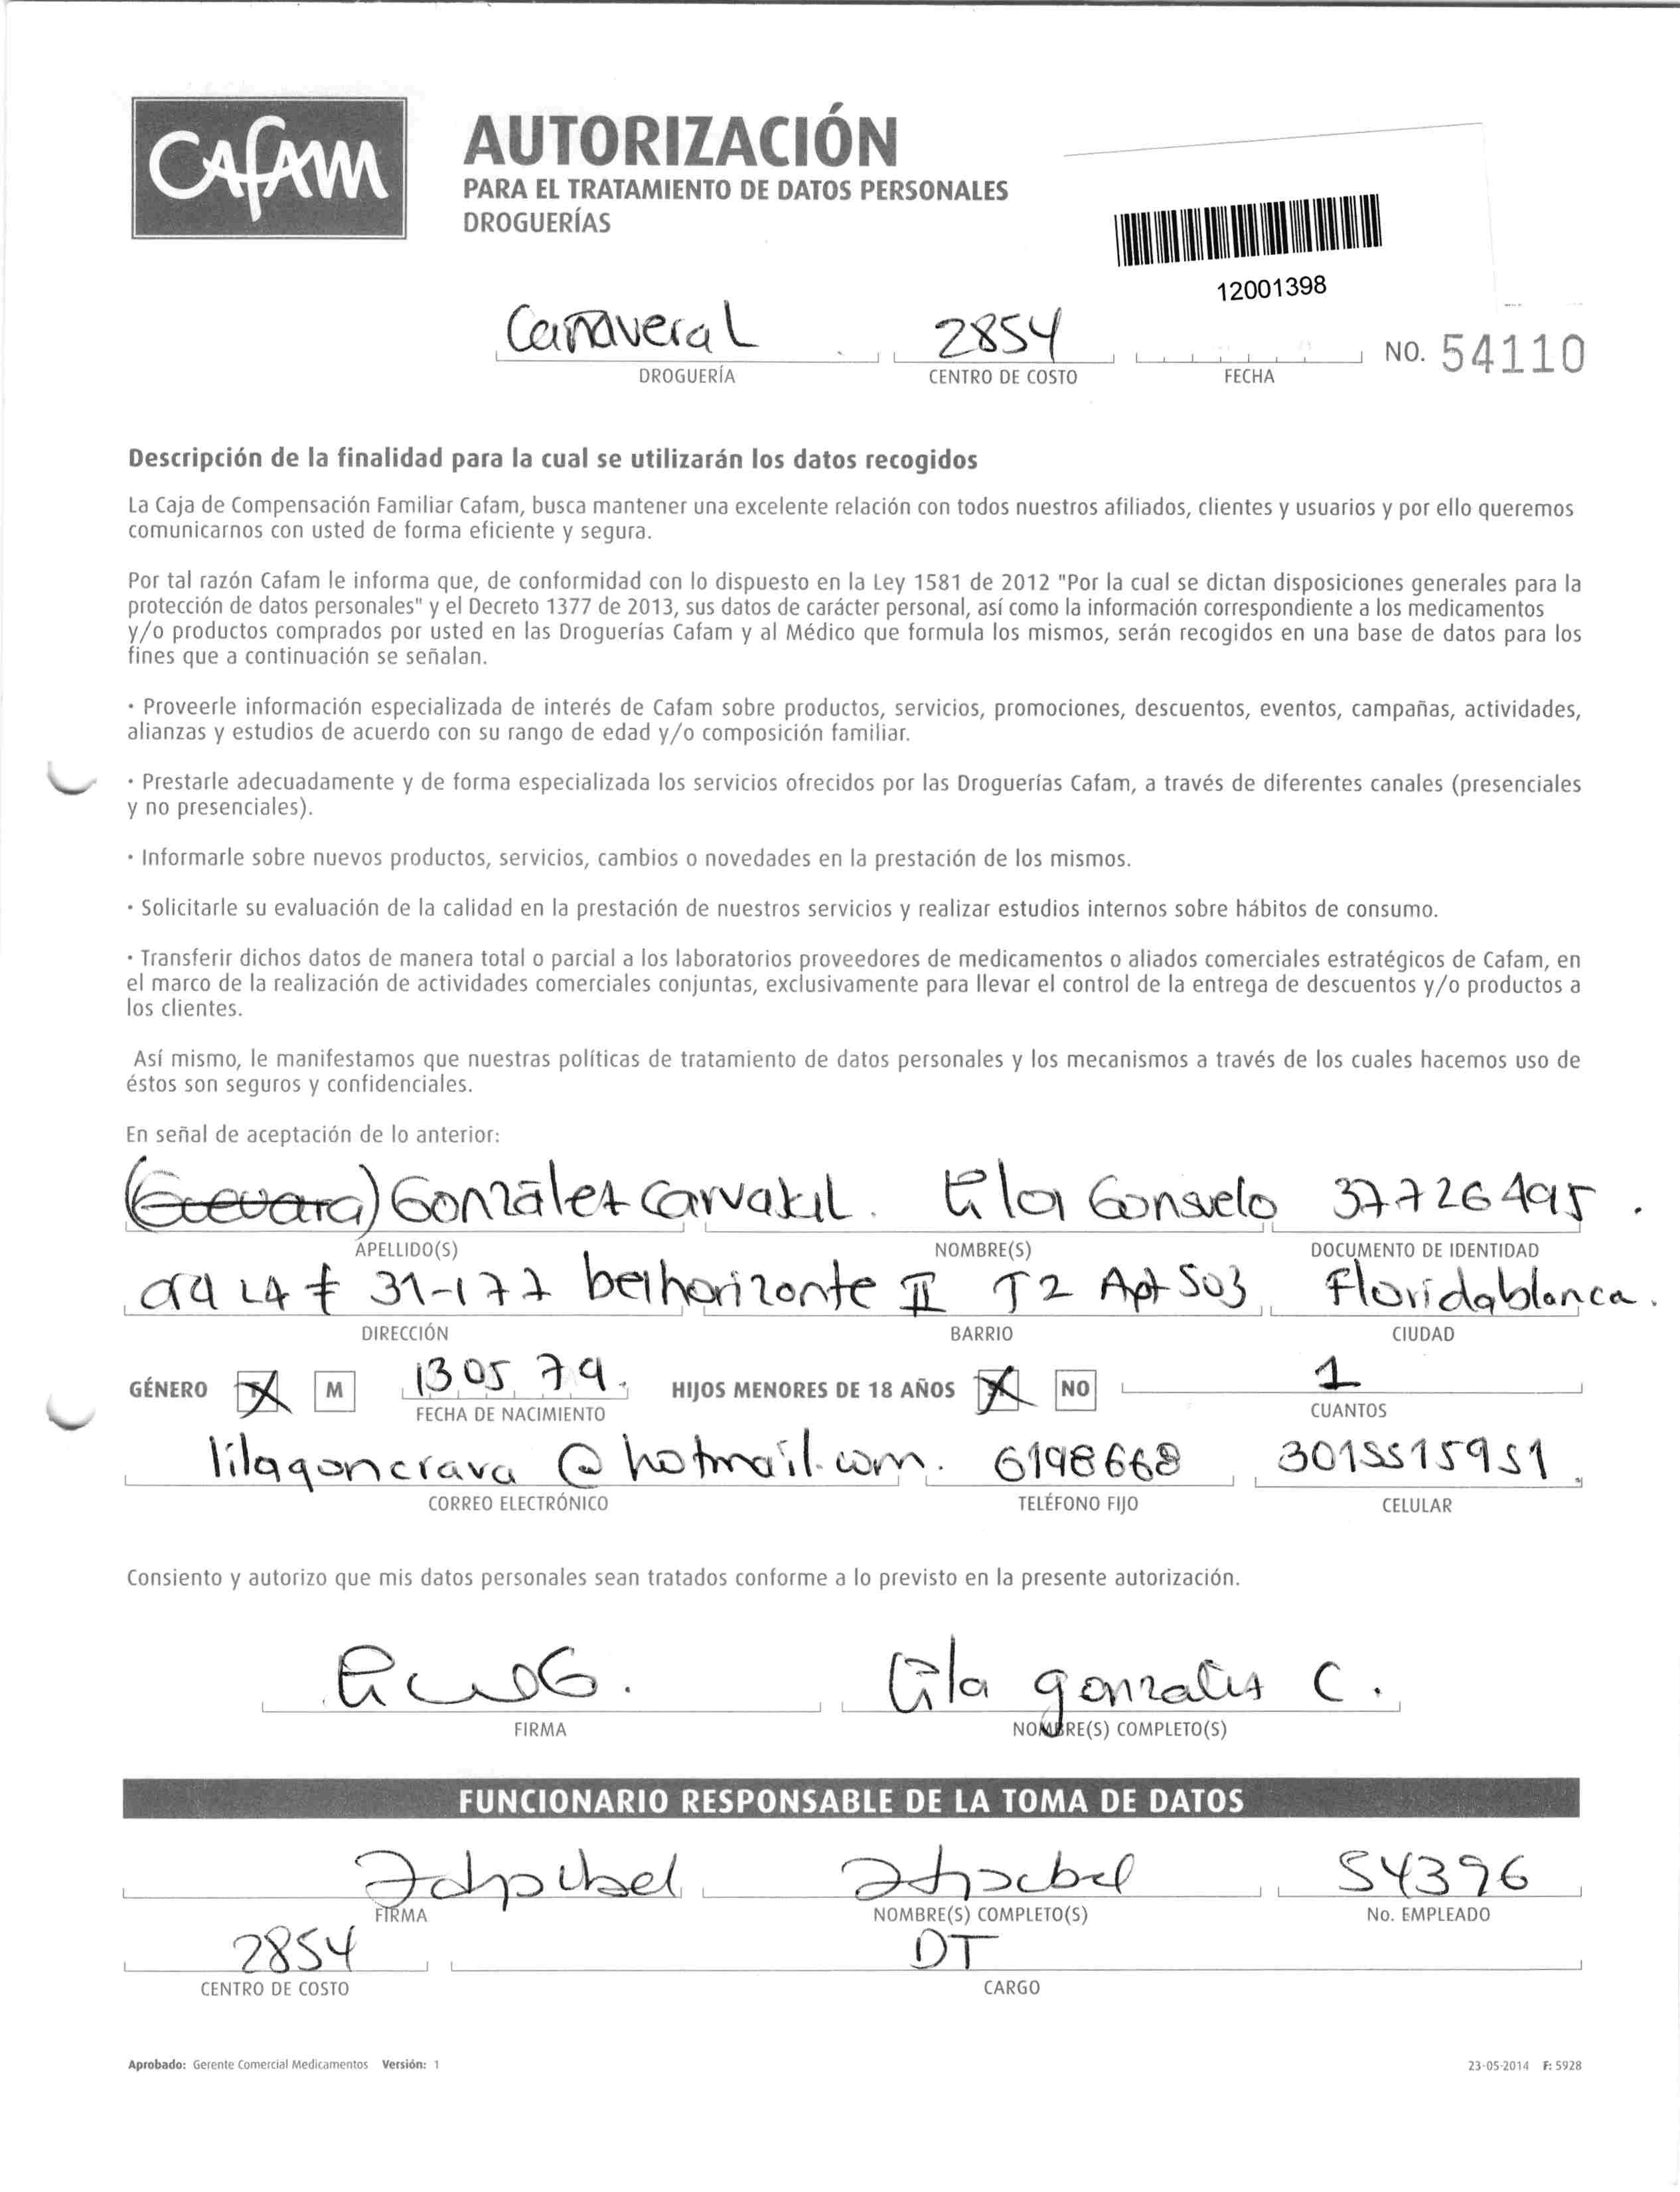 Cafam
AUTORIZACIÓN
PARA EL TRATAMIENTO DE DATOS PERSONALES
DROGUERÍAS
12001398
Cañaveral 2854 NO. 54110
DROGUERÍA CENTRO DE COSTO FECHA
Descripción de la finalidad para la cual se utilizarán los datos recogidos
La Caja de Compensación Familiar Cafam, busca mantener una excelente relación con todos nuestros afiliados, clientes y usuarios y por ello queremos
comunicarnos con usted de forma eficiente y segura.
Por tal razón Cafam le informa que, de conformidad con lo dispuesto en la Ley 1581 de 2012 "Por la cual se dictan disposiciones generales para la
protección de datos personales" y el Decreto 1377 de 2013, sus datos de carácter personal, así como la información correspondiente a los medicamentos
y/o productos comprados por usted en las Droguerías Cafam y al Médico que formula los mismos, serán recogidos en una base de datos para los
fines que a continuación se señalan.
· Proveerle información especializada de interés de Cafam sobre productos, servicios, promociones, descuentos, eventos, campañas, actividades,
alianzas y estudios de acuerdo con su rango de edad y/o composición familiar.
· Prestarle adecuadamente y de forma especializada los servicios ofrecidos por las Droguerías Cafam, a través de diferentes canales (presenciales
y no presenciales).
· Informarle sobre nuevos productos, servicios, cambios o novedades en la prestación de los mismos.
· Solicitarle su evaluación de la calidad en la prestación de nuestros servicios y realizar estudios internos sobre hábitos de consumo.
· Transferir dichos datos de manera total o parcial a los laboratorios proveedores de medicamentos o aliados comerciales estratégicos de Cafam, en
el marco de la realización de actividades comerciales conjuntas, exclusivamente para llevar el control de la entrega de descuentos y/o productos a
los clientes.
Así mismo, le manifestamos que nuestras políticas de tratamiento de datos personales y los mecanismos a través de los cuales hacemos uso de
éstos son seguros y confidenciales.
En señal de aceptación de lo anterior:
(Guevara) González Lila Consuelo 37726495.
APELLIDO(S) NOMBRE(S) DOCUMENTO DE IDENTIDAD
31-177 belhorizonte II T2 Apt 503 Floridablanca.
DIRECCIÓN BARRIO CIUDAD
GÉNERO M 130579. HIJOS MENORES DE 18 AÑOS NO 1
FECHA DE NACIMIENTO CUANTOS
lilagoncrava@hotmail.com. 6198668 3015515951
CORREO ELECTRÓNICO TELÉFONO FIJO CELULAR
Consiento y autorizo que mis datos personales sean tratados conforme a lo previsto en la presente autorización.
Lila gonzalez C.
FIRMA NOMBRE(S) COMPLETO(S)
FUNCIONARIO RESPONSABLE DE LA TOMA DE DATOS
54396
FIRMA NOMBRE(S) COMPLETO(S) No. EMPLEADO
2854 DT
CENTRO DE COSTO CARGO
Aprobado: Gerente Comercial Medicamentos Versión: 1 23-05-2014 F: 5928